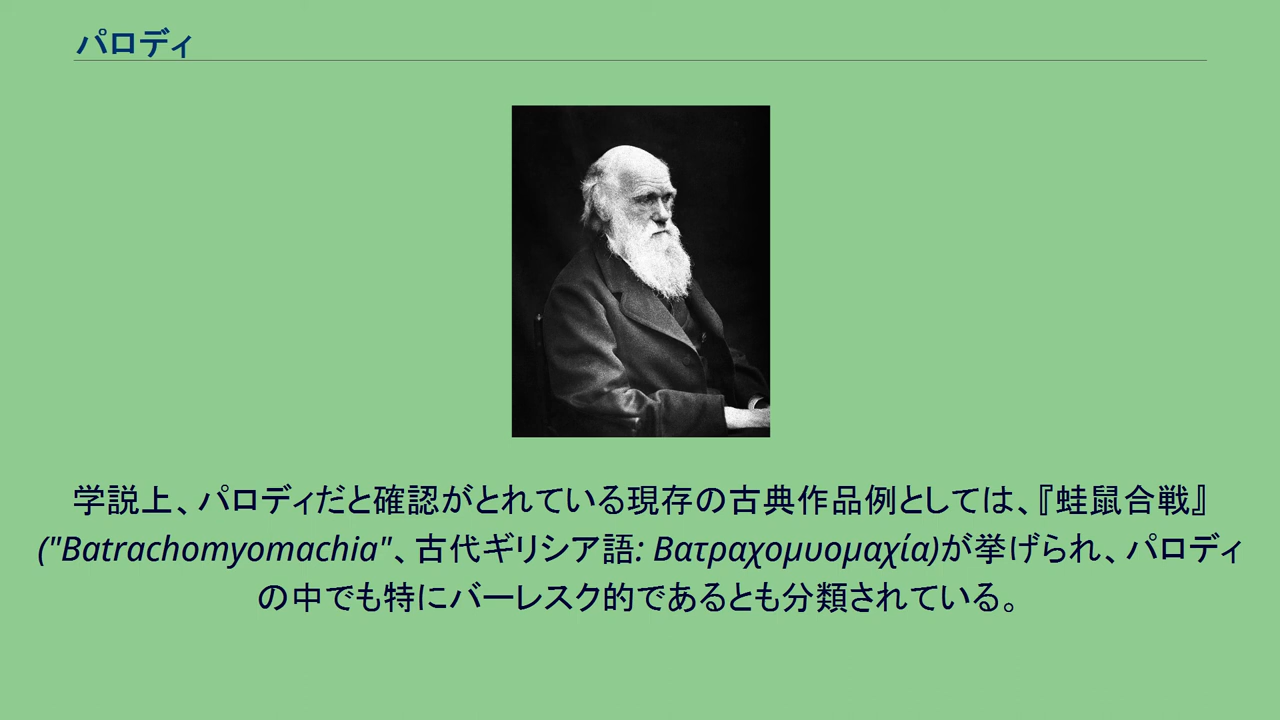 パロディ
学説上、パロディだと確認がとれている現存の古典作品例としては、『蛙鼠合戦』
("Batrachomyomachia"、古代ギリシア語: Βατραχομυομαχία)が挙げられ、パロディ
の中でも特にバーレスク的であるとも分類されている。